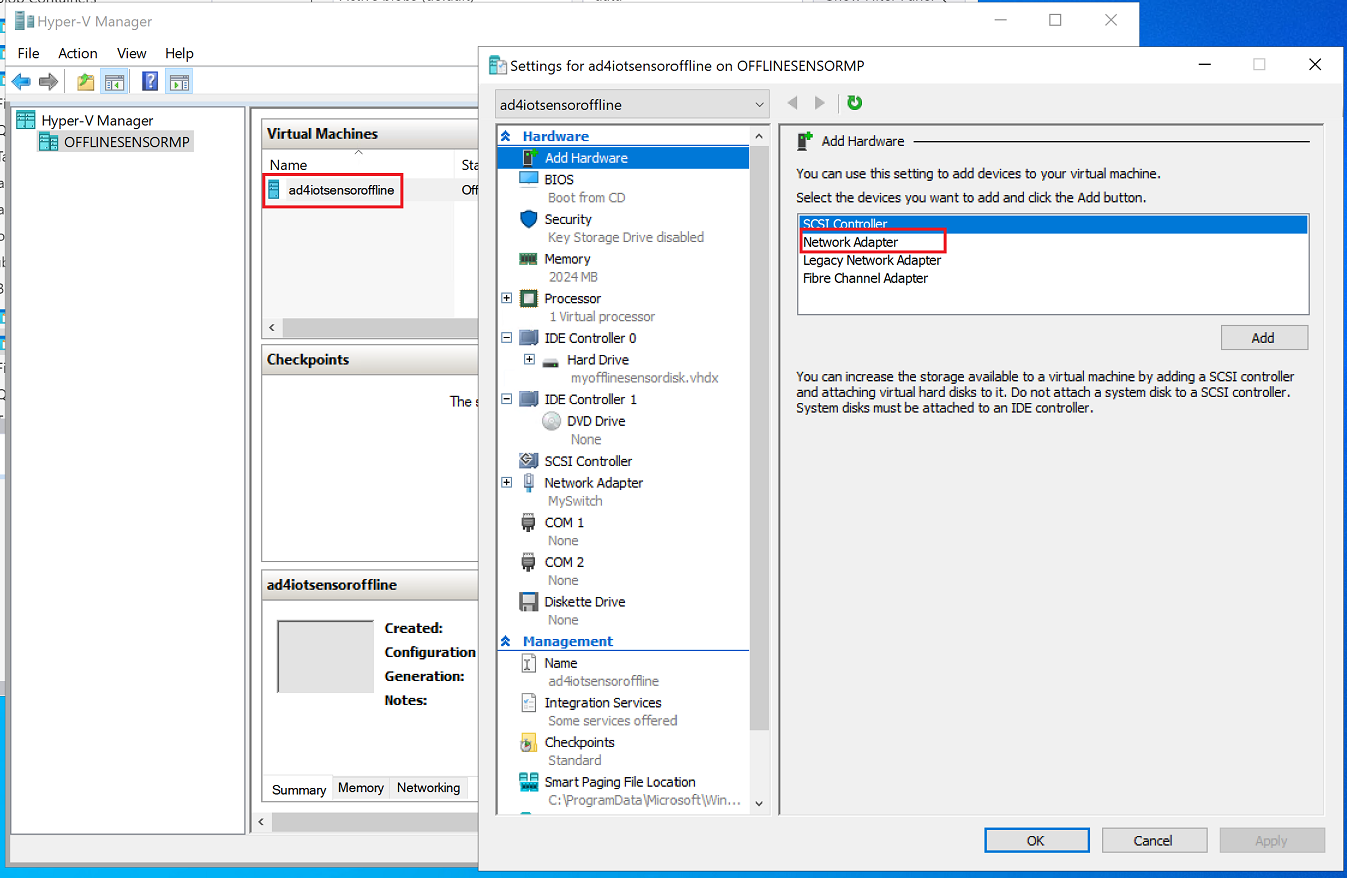 Hyper-V Manager
File Action View Help
Hyper-V Manager
OFFLINESENSORMP
Virtual Machines
Name Sta
ad4iotsensoroffline Off
Checkpoints
The s
ad4iotsensoroffline
Created:
Configuration
Generation:
Notes:
Summary Memory Networking
Settings for ad4iotsensoroffline on OFFLINESENSORMP
ad4iotsensoroffline
Hardware
Add Hardware
BIOS
Boot from CD
Security
Key Storage Drive disabled
Memory
2024 MB
Processor
1 Virtual processor
IDE Controller 0
Hard Drive
myofflinesensordisk.vhdx
IDE Controller 1
DVD Drive
None
SCSI Controller
Network Adapter
MySwitch
COM 1
None
COM 2
None
Diskette Drive
None
Management
Name
ad4iotsensoroffline
Integration Services
Some services offered
Checkpoints
Standard
Smart Paging File Location
C:\ProgramData\Microsoft\Win...
Add Hardware
You can use this setting to add devices to your virtual machine.
Select the devices you want to add and click the Add button.
SCSI Controller
Network Adapter
Legacy Network Adapter
Fibre Channel Adapter
Add
You can increase the storage available to a virtual machine by adding a SCSI controller
and attaching virtual hard disks to it. Do not attach a system disk to a SCSI controller.
System disks must be attached to an IDE controller.
OK Cancel Apply